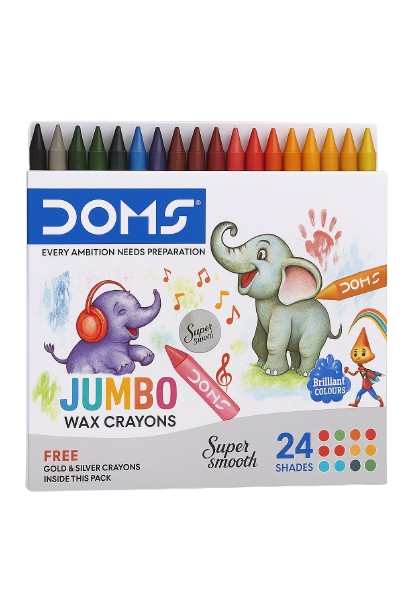 DOMS®
EVERY AMBITION NEEDS PREPARATION
DOMS
Super
smooth
DOMS
Brilliant
COLOURS
JUMBO
WAX CRAYONS
FREE
GOLD & SILVER CRAYONS
INSIDE THIS PACK
Super
smooth
24
SHADES